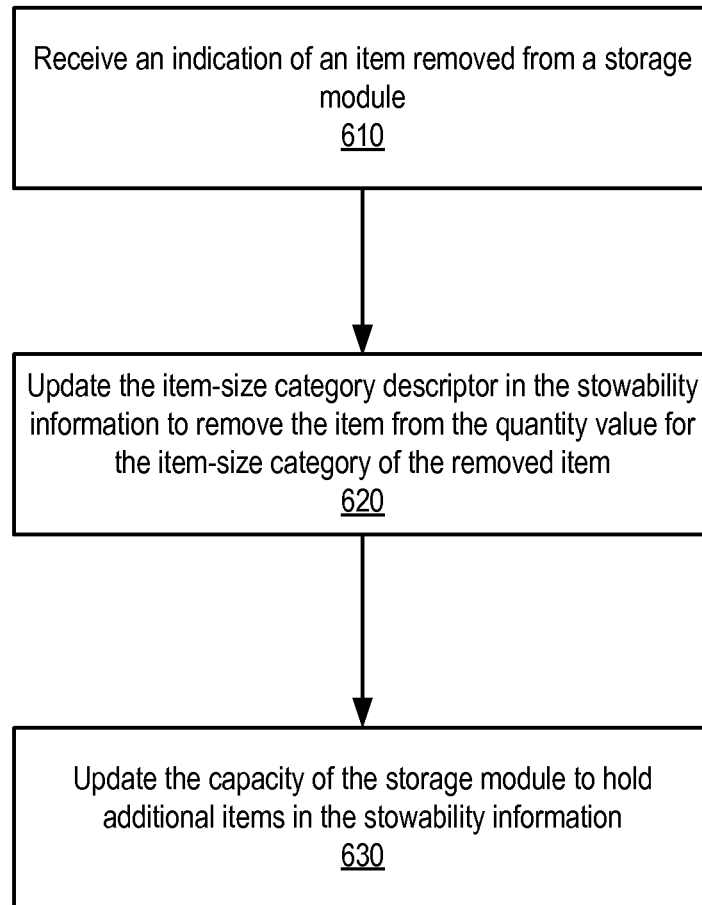 Receive an indication of an item removed from a storage
module
610
Update the item-size category descriptor in the stowability
information to remove the item from the quantity value for
the item-size category of the removed item
620
Update the capacity of the storage module to hold
additional items in the stowability information
630